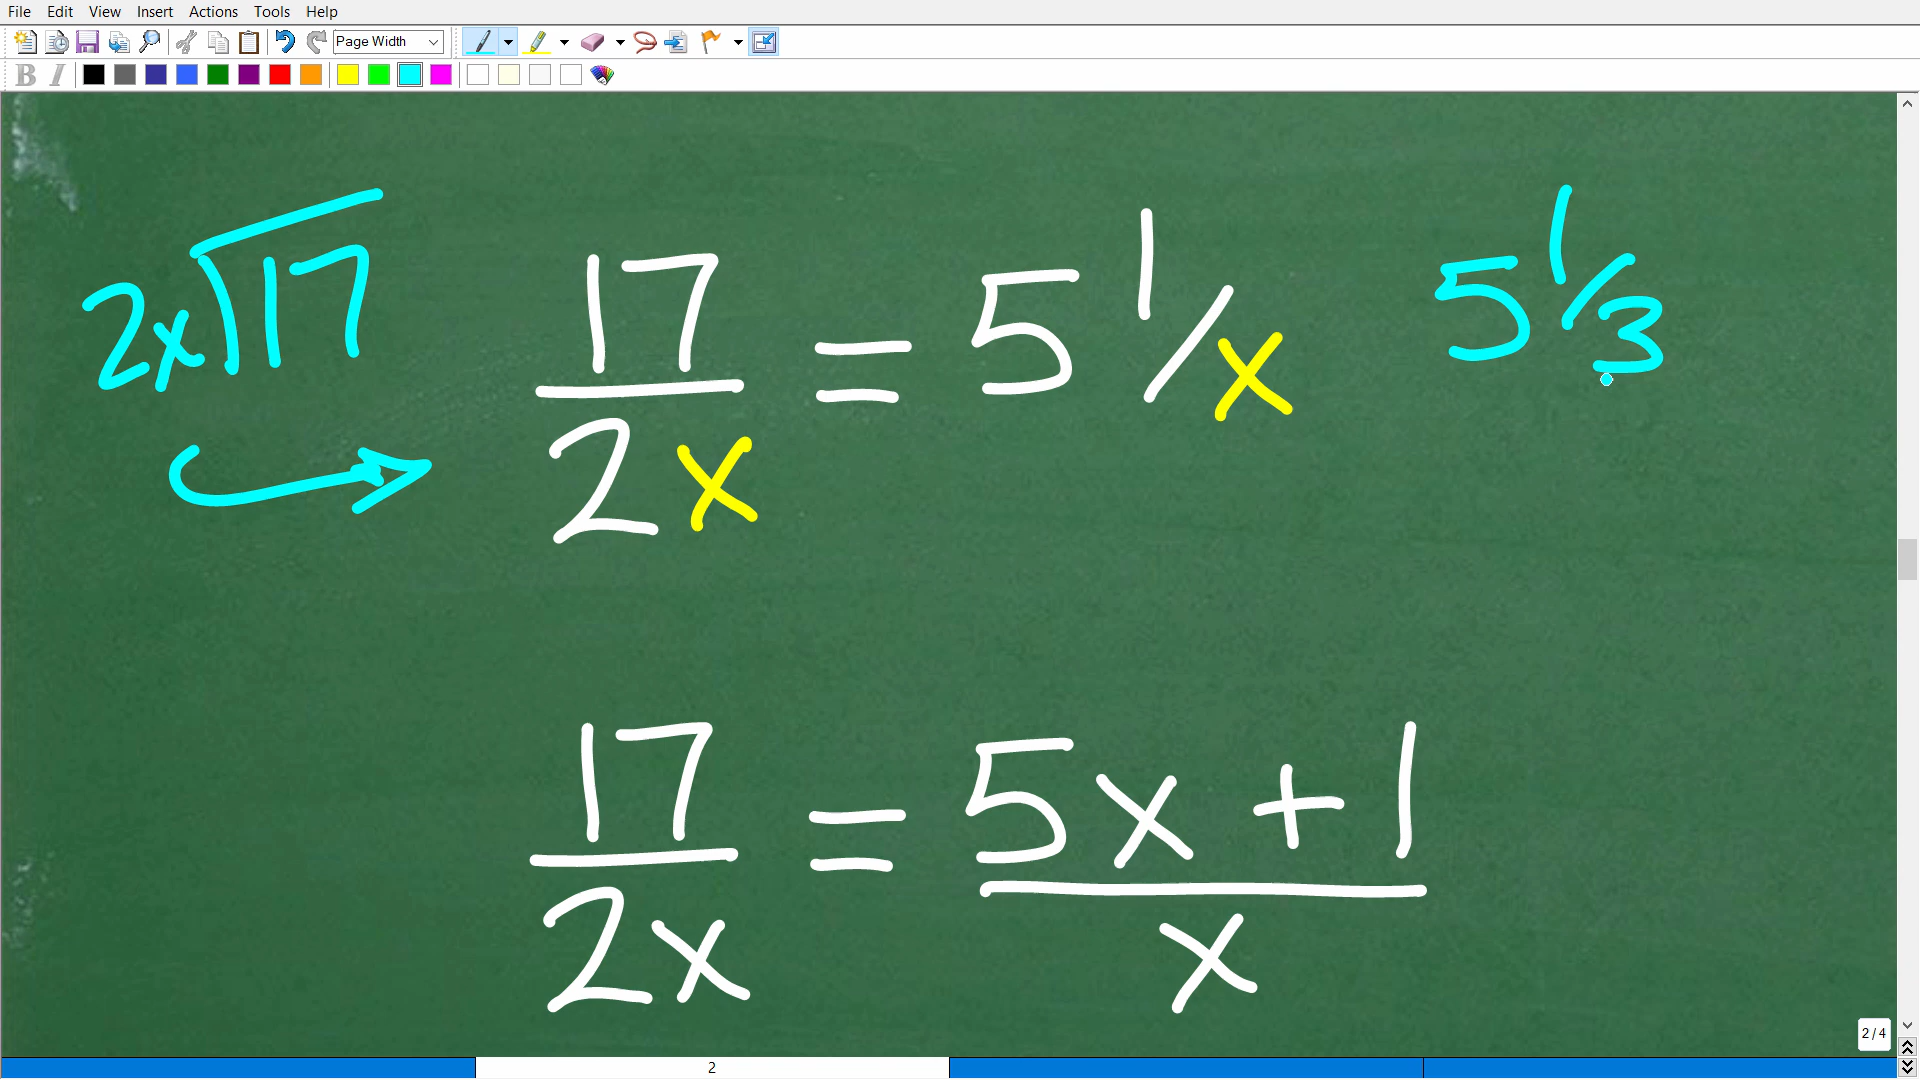 File Edit View Insert Actions Tools Help
Page Width
B I
2x)17
17/2x = 5 1/x
5 1/3
17/2x = 5x + 1/x
2 / 4
2